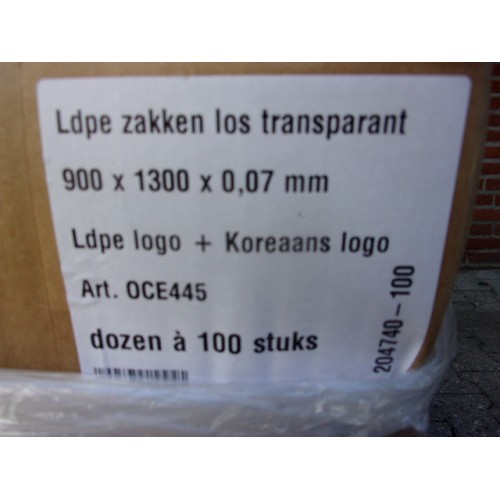 Ldpe zakken los transparant
900 x 1300 x 0,07 mm
Ldpe logo + Koreaans logo
Art. OCE445
dozen à 100 stuks
204740-100